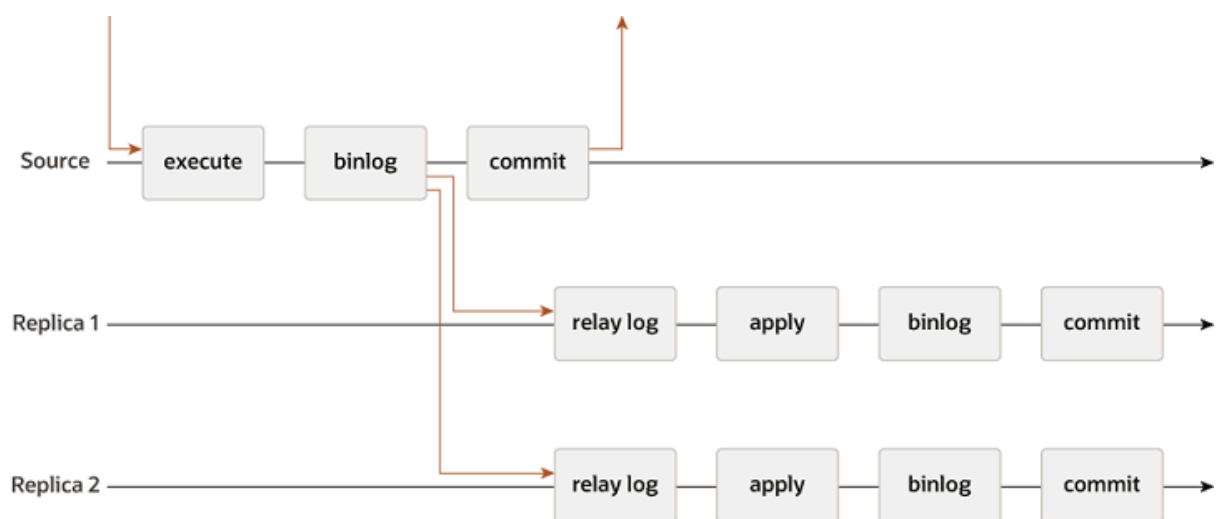 Source execute binlog commit
Replica 1 relay log apply binlog commit
Replica 2 relay log apply binlog commit